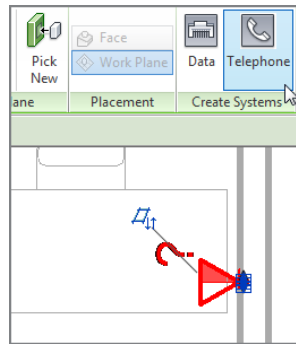 Pick
New
Face
Work Plane
Data
Telephone
ane
Placement
Create Systems
?